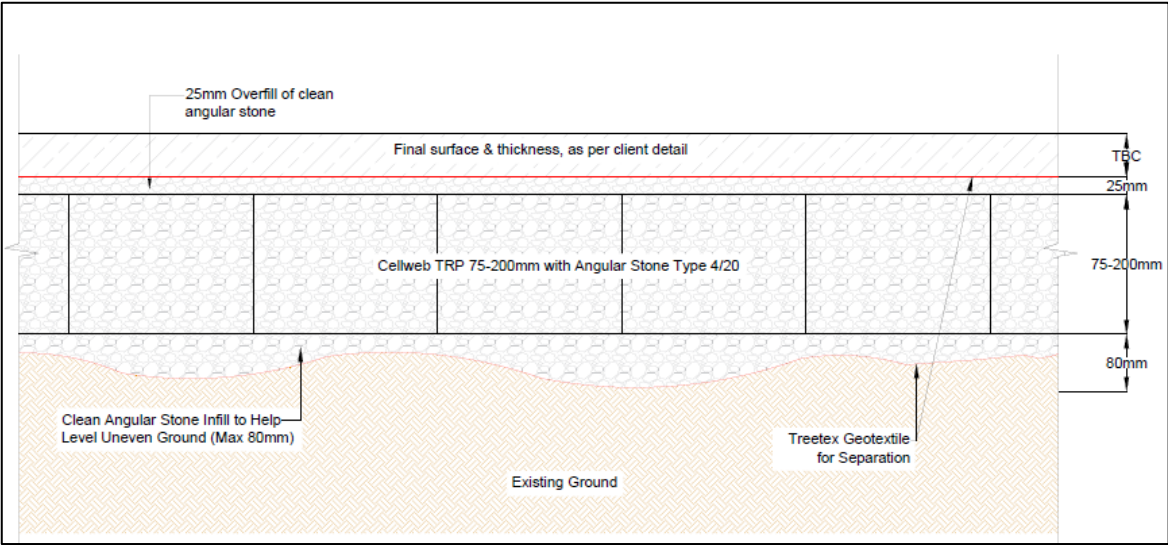 25mm Overfill of clean
angular stone
Final surface & thickness, as per client detail
TBC
25mm
Cellweb TRP 75-200mm with Angular Stone Type 4/20
75-200mm
80mm
Clean Angular Stone Infill to Help
Level Uneven Ground (Max 80mm)
Treetex Geotextile
for Separation
Existing Ground